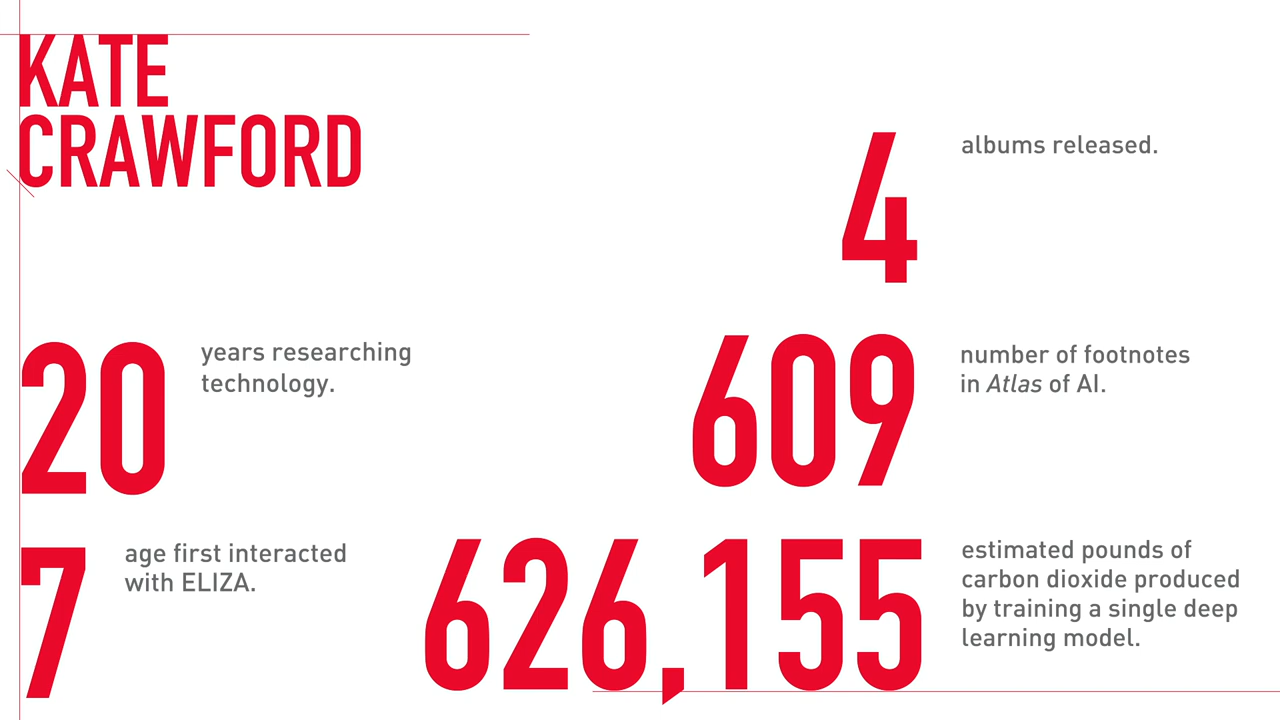 KATE
CRAWFORD
4
albums released.
20
years researching
technology.
609
number of footnotes
in Atlas of AI.
7
age first interacted
with ELIZA.
626,155
estimated pounds of
carbon dioxide produced
by training a single deep
learning model.